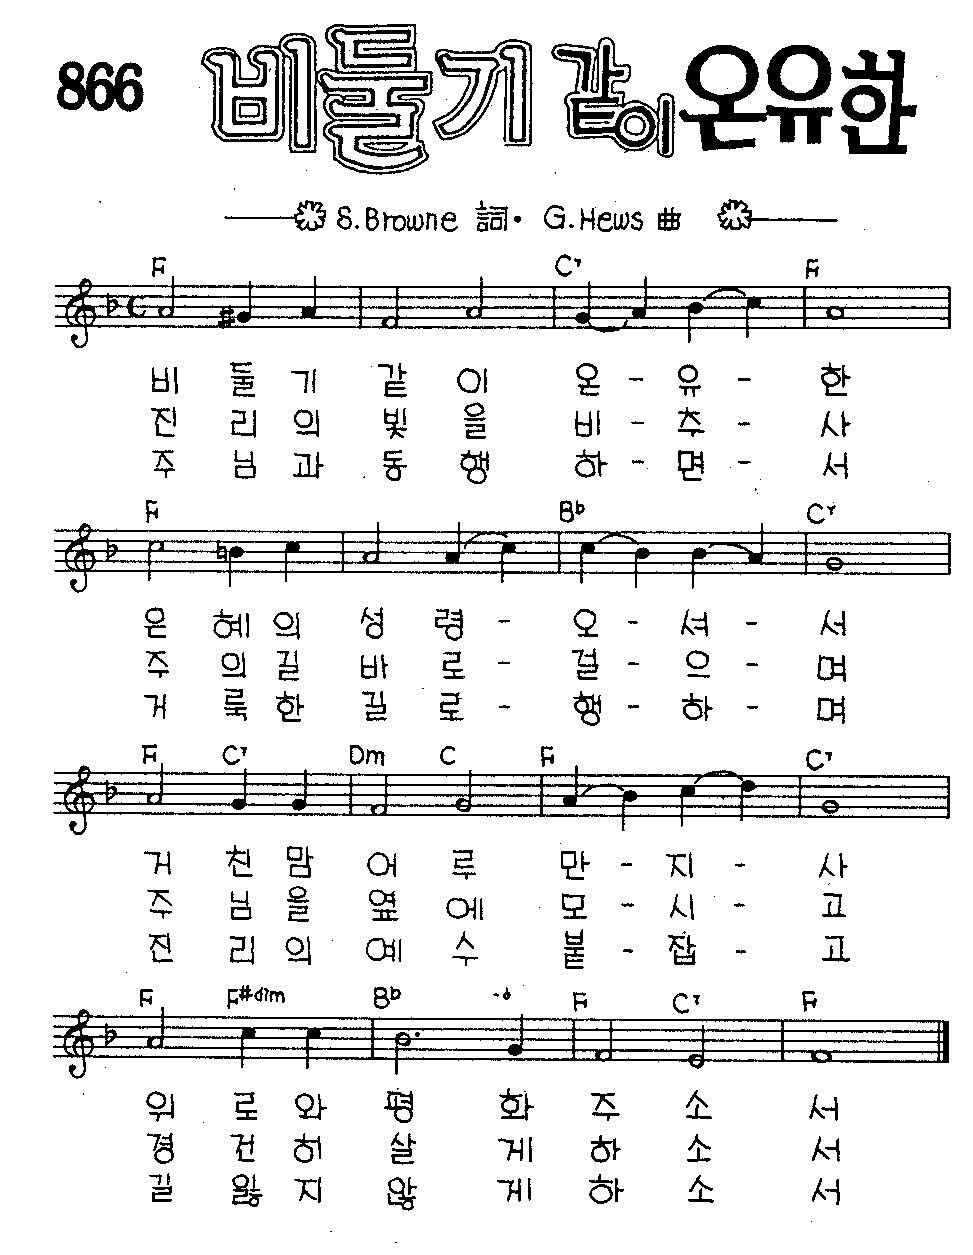 866 비둘기 같이 온유한
S.Browne 詞· G.Hews 曲
F C7 F
비 둘 기 같 이 온 - 유 - 한
진 리 의 빛 을 비 - 추 - 사
주 님 과 동 행 하 - 면 - 서
F Bb C7
은 혜 의 성 령 - 오 - 셔 - 서
주 의 길 바 로 - 걸 - 으 - 며
거 룩 한 길 로 - 행 - 하 - 며
F C7 Dm C F C7
거 친 맘 어 루 만 - 지 - 사
주 님 을 옆 에 모 - 시 - 고
진 리 의 예 수 붙 - 잡 - 고
F F#dim Bb F C7 F
위 로 와 평 화 주 소 서
경 건 히 살 게 하 소 서
길 잃 지 않 게 하 소 서